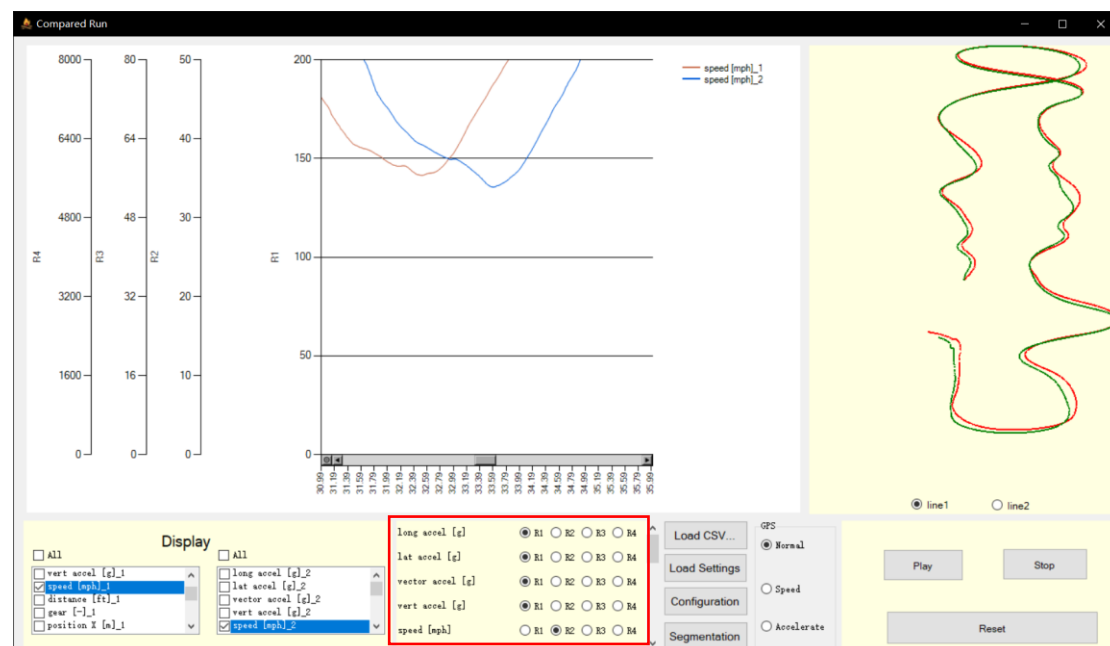 Compared Run
8000
80
50
200
speed [mph]_1
speed [mph]_2
6400
64
40
150
4800
48
30
R4
R3
R2
R1
100
3200
32
20
50
1600
16
10
0
0
0
0
30.99
31.19
31.39
31.59
31.79
31.99
32.19
32.39
32.59
32.79
32.99
33.19
33.39
33.59
33.79
33.99
34.19
34.39
34.59
34.79
34.99
35.19
35.39
35.59
35.79
35.99
line1 line2
Display
All
vert accel [g]_1
speed [mph]_1
distance [ft]_1
gear [-]_1
position X [m]_1
All
long accel [g]_2
lat accel [g]_2
vector accel [g]_2
vert accel [g]_2
speed [mph]_2
long accel [g] R1 R2 R3 R4
lat accel [g] R1 R2 R3 R4
vector accel [g] R1 R2 R3 R4
vert accel [g] R1 R2 R3 R4
speed [mph] R1 R2 R3 R4
Load CSV...
Load Settings
Configuration
Segmentation
GPS
Normal
Speed
Accelerate
Play
Stop
Reset